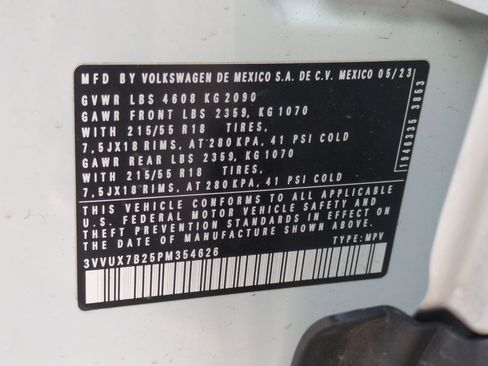 MFD BY VOLKSWAGEN DE MEXICO S.A. DE C.V. MEXICO 05/23
GVWR LBS 4608 KG 2090
GAWR FRONT LBS 2359, KG 1070
WITH 215/55 R18 TIRES,
7.5JX18 RIMS, AT 280 KPA, 41 PSI COLD
GAWR REAR LBS 2359, KG 1070
WITH 215/55 R18 TIRES,
7.5JX18 RIMS, AT 280 KPA, 41 PSI COLD
THIS VEHICLE CONFORMS TO ALL APPLICABLE
U.S. FEDERAL MOTOR VEHICLE SAFETY AND
THEFT PREVENTION STANDARDS IN EFFECT ON
DATE OF MANUFACTURE SHOWN ABOVE.
3VVUX7B25PM354626 TYPE: MPV
1946335 3853